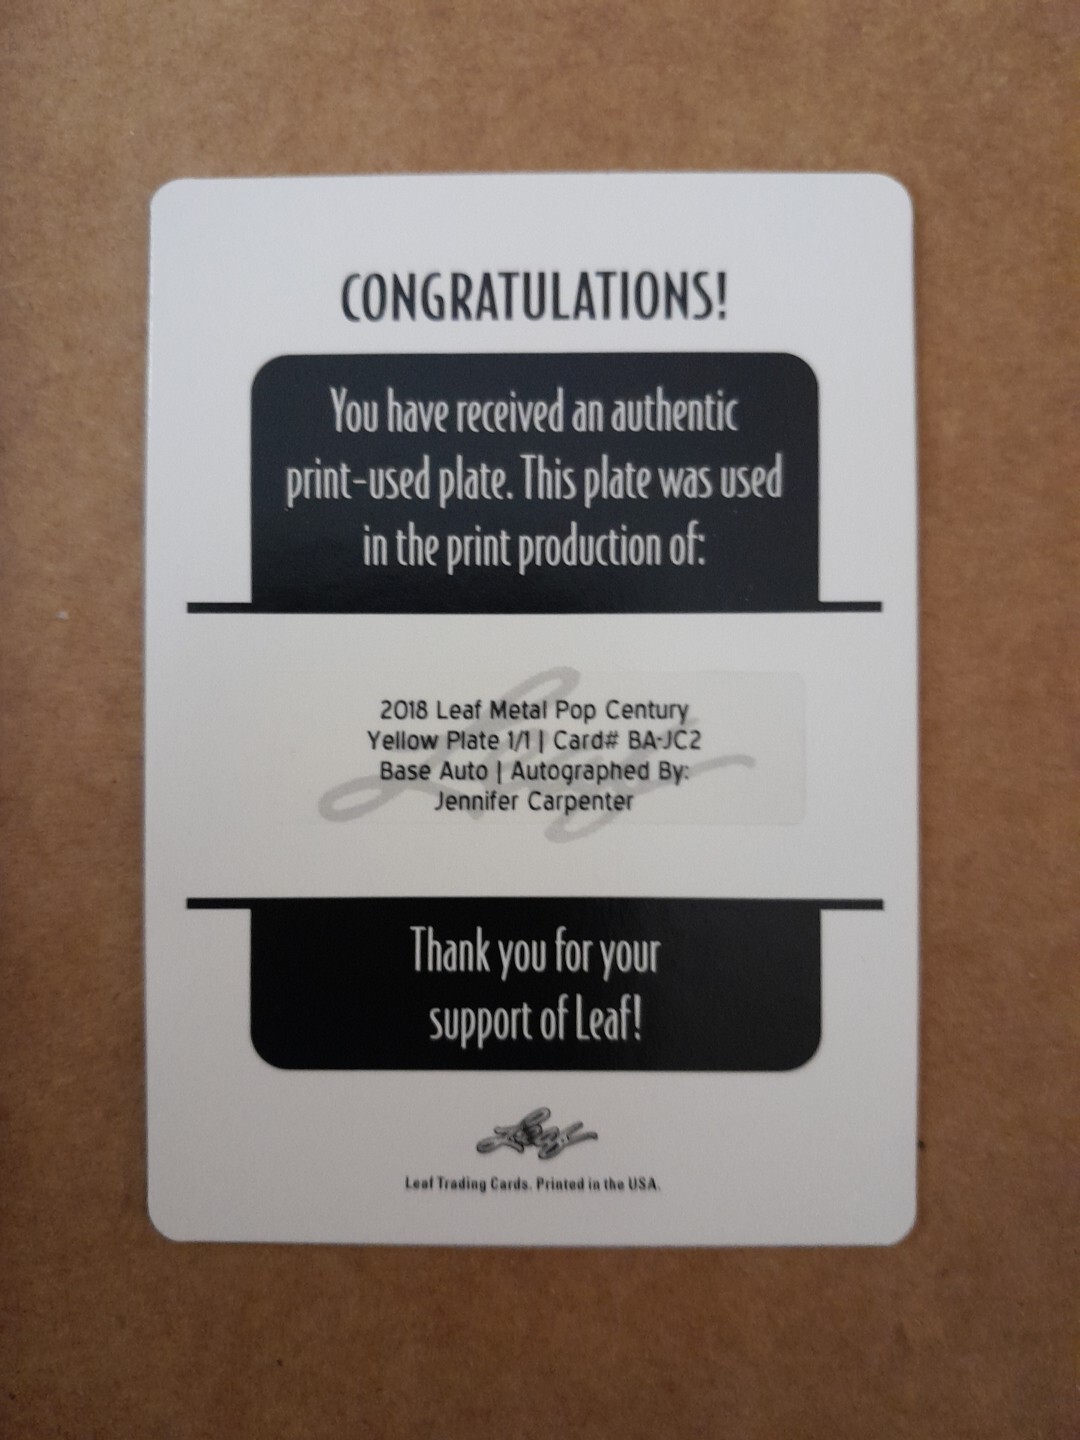 CONGRATULATIONS!
You have received an authentic
print-used plate. This plate was used
in the print production of:
2018 Leaf Metal Pop Century
Yellow Plate 1/1 | Card# BA-JC2
Base Auto | Autographed By:
Jennifer Carpenter
Thank you for your
support of Leaf!
Leaf
Leaf Trading Cards. Printed in the USA.